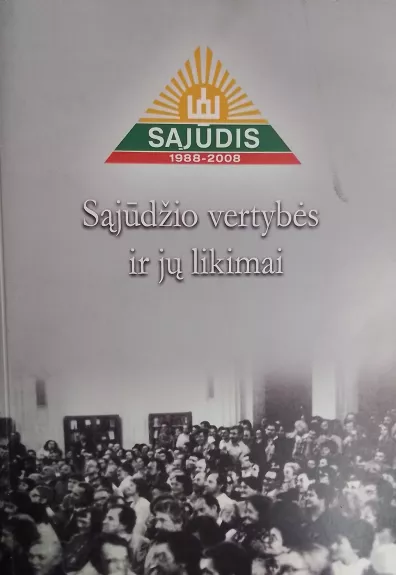 SĄJŪDIS
1988-2008
Sąjūdžio vertybės
ir jų likimai